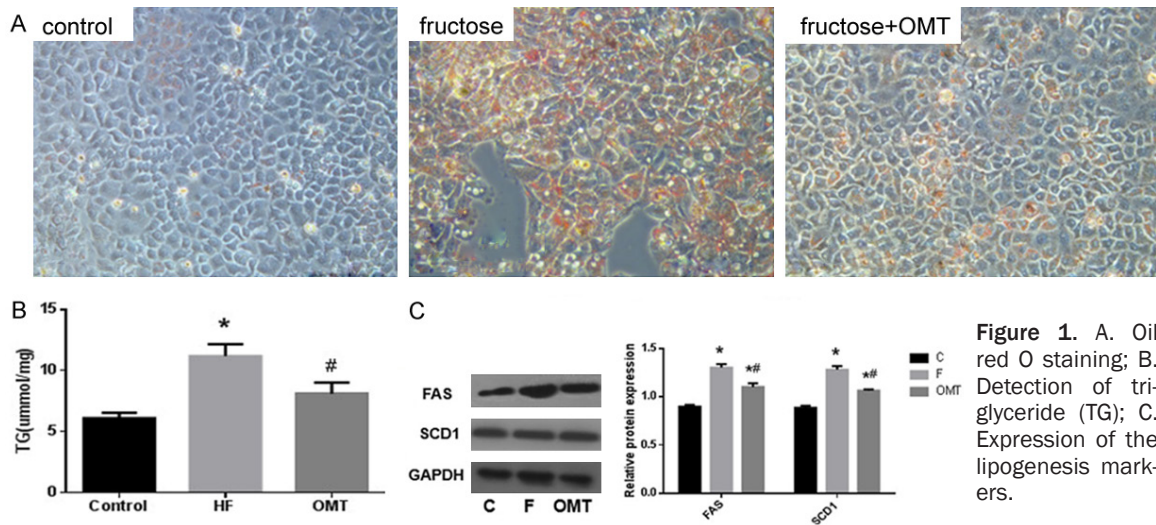 A
control
fructose
fructose+OMT
B
15
10
5
0
TG(ummol/mg)
*
#
Control
HF
OMT
C
FAS
SCD1
GAPDH
C F OMT
Relative protein expression
1.5
1.0
0.5
0.0
*
*#
*
*#
FAS
SCD1
C
F
OMT
Figure 1. A. Oil
red O staining; B.
Detection of tri-
glyceride (TG); C.
Expression of the
lipogenesis mark-
ers.